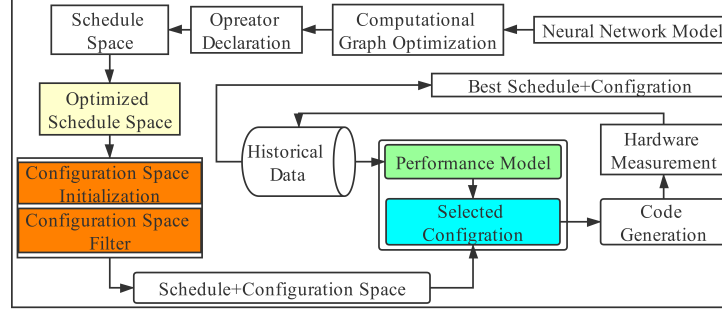 Schedule
Space
Opreator
Declaration
Computational
Graph Optimization
Neural Network Model
Optimized
Schedule Space
Best Schedule+Configration
Historical
Data
Hardware
Measurement
Configuration Space
Initialization
Performance Model
Configuration Space
Filter
Selected
Configration
Code
Generation
Schedule+Configuration Space